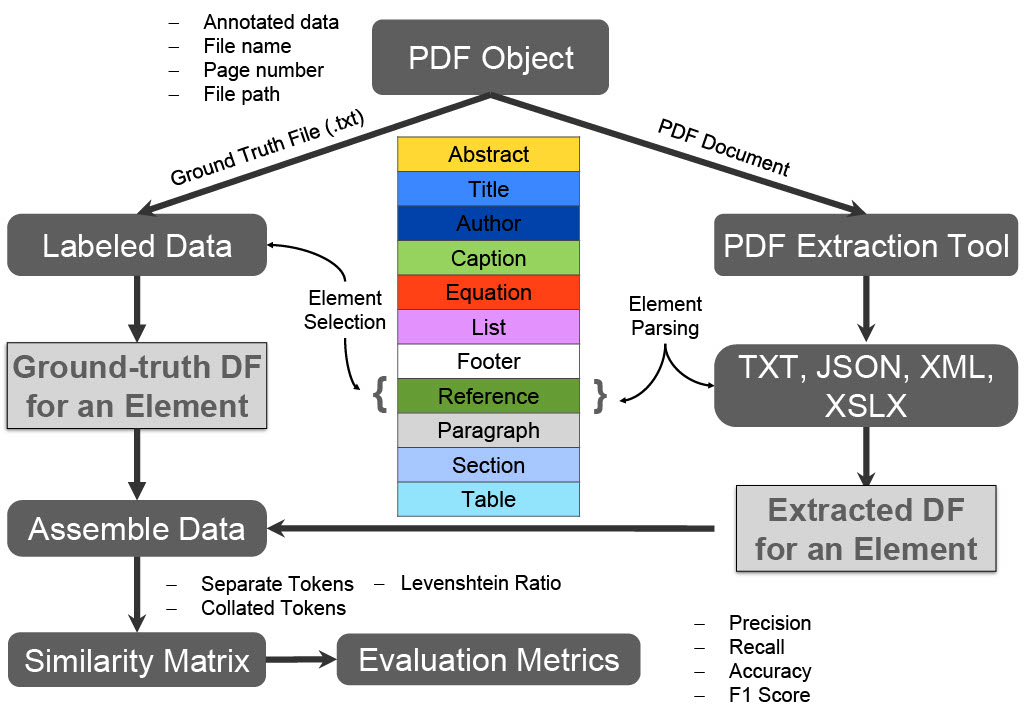 – Annotated data
– File name
– Page number
– File path
PDF Object
Ground Truth File (.txt)
PDF Document
Labeled Data
PDF Extraction Tool
Abstract
Title
Author
Caption
Equation
List
Footer
{ Reference }
Paragraph
Section
Table
Element
Selection
Element
Parsing
Ground-truth DF
for an Element
TXT, JSON, XML,
XSLX
Assemble Data
Extracted DF
for an Element
– Separate Tokens – Levenshtein Ratio
– Collated Tokens
Similarity Matrix
Evaluation Metrics
– Precision
– Recall
– Accuracy
– F1 Score